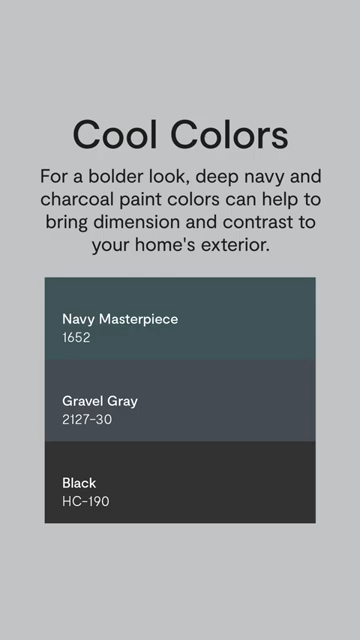 Cool Colors
For a bolder look, deep navy and
charcoal paint colors can help to
bring dimension and contrast to
your home's exterior.
Navy Masterpiece
1652
Gravel Gray
2127-30
Black
HC-190